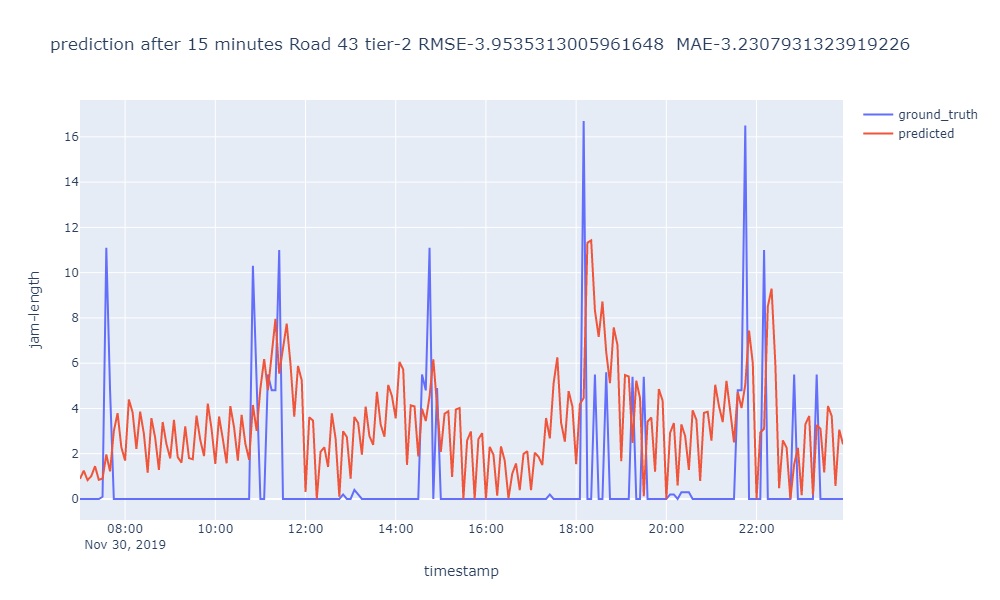 prediction after 15 minutes Road 43 tier-2 RMSE-3.9535313005961648  MAE-3.2307931323919226
ground_truth
predicted
jam-length
16
14
12
10
8
6
4
2
0
08:00 10:00 12:00 14:00 16:00 18:00 20:00 22:00
Nov 30, 2019
timestamp